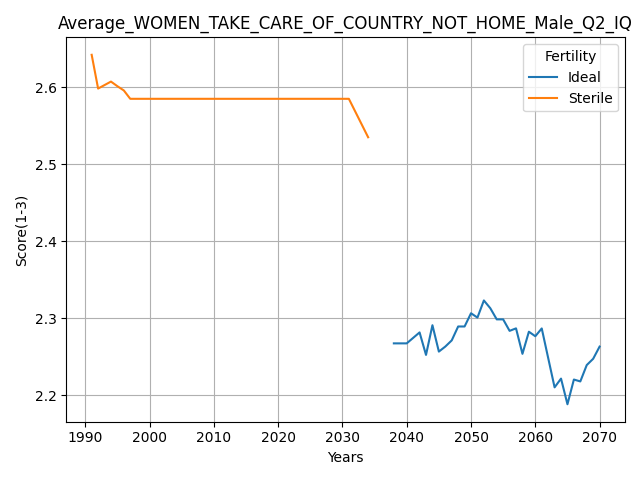 Average_WOMEN_TAKE_CARE_OF_COUNTRY_NOT_HOME_Male_Q2_IQ
Fertility
Ideal
Sterile
2.6
2.5
2.4
2.3
2.2
Score(1-3)
1990 2000 2010 2020 2030 2040 2050 2060 2070
Years